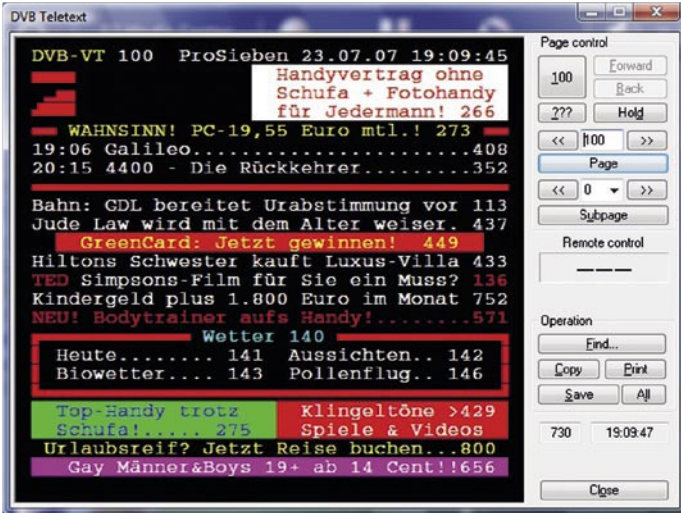 DVB Teletext
DVB-VT 100 ProSieben 23.07.07 19:09:45
Handyvertrag ohne
Schufa + Fotohandy
für Jedermann! 266
WAHNSINN! PC-19,55 Euro mtl.! 273
19:06 Galileo.......................408
20:15 4400 - Die Rückkehrer.........352
Bahn: GDL bereitet Urabstimmung vor 113
Jude Law wird mit dem Alter weiser. 437
GreenCard: Jetzt gewinnen! 449
Hiltons Schwester kauft Luxus-Villa 433
TED Simpsons-Film für Sie ein Muss? 136
Kindergeld plus 1.800 Euro im Monat 752
NEU! Bodytrainer aufs Handy!........571
Wetter 140
Heute........ 141 Aussichten.. 142
Biowetter.... 143 Pollenflug.. 146
Top-Handy trotz
Schufa!..... 275
Klingeltöne >429
Spiele & Videos
Urlaubsreif? Jetzt Reise buchen...800
Gay Männer&Boys 19+ ab 14 Cent!!656
Page control
100
Forward
Back
???
Hold
<< 100 >>
Page
<< 0 >>
Subpage
Remote control
---
Operation
Find...
Copy Print
Save All
730 19:09:47
Close